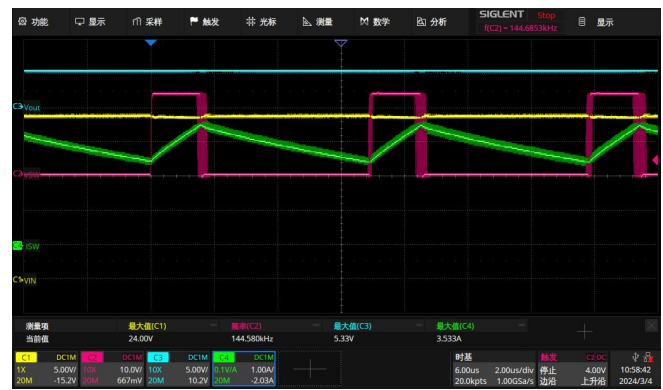 功能 显示 采样 触发 光标 测量 数学 分析 SIGLENT Stop 显示
f(C2) = 144.6853kHz
C3 Vout
C2 VSW
C4 ISW
C1 VIN
测量项 最大值(C1) 频率(C2) 最大值(C3) 最大值(C4)
当前值 24.00V 144.580kHz 5.33V 3.533A
C1 DC1M C2 DC1M C3 DC1M C4 DC1M 时基 触发 C2 DC
1X 5.00V/ 10X 10.0V/ 10X 5.00V/ 0.1V/A 1.00A/ 6.00us 2.00us/div 停止 4.00V 10:58:42
20M -15.2V 20M 667mV 20M 10.2V 20M -2.03A 20.0kpts 1.00GSa/s 边沿 上升沿 2024/3/4